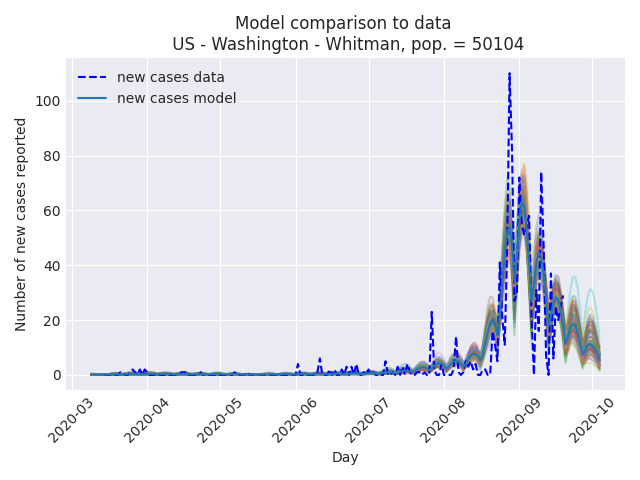 Model comparison to data
US - Washington - Whitman, pop. = 50104
new cases data
new cases model
Number of new cases reported
100
80
60
40
20
0
2020-03
2020-04
2020-05
2020-06
2020-07
2020-08
2020-09
2020-10
Day